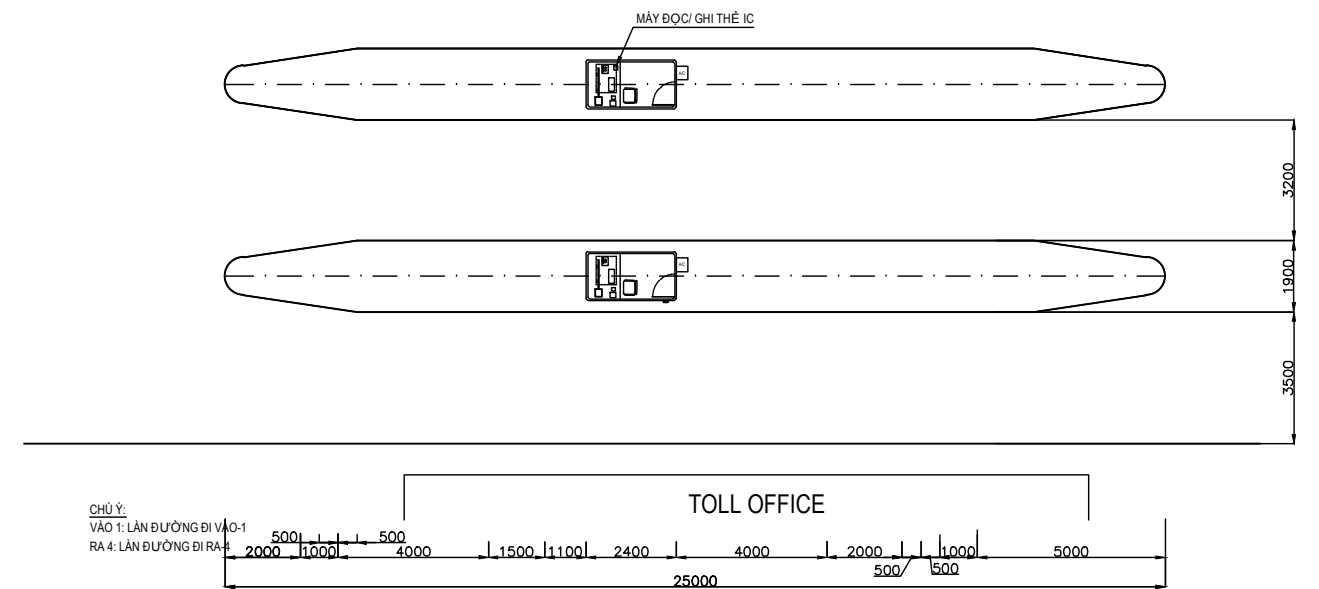 MÁY ĐỌC/ GHI THẺ IC
A/C
3200
A/C
1900
3500
TOLL OFFICE
CHÚ Ý:
VÀO 1: LÀN ĐƯỜNG ĐI VÀO-1
RA 4: LÀN ĐƯỜNG ĐI RA-4
500 500
2000 1000 4000 1500 1100 2400 4000 2000 1000 5000
500 500
25000